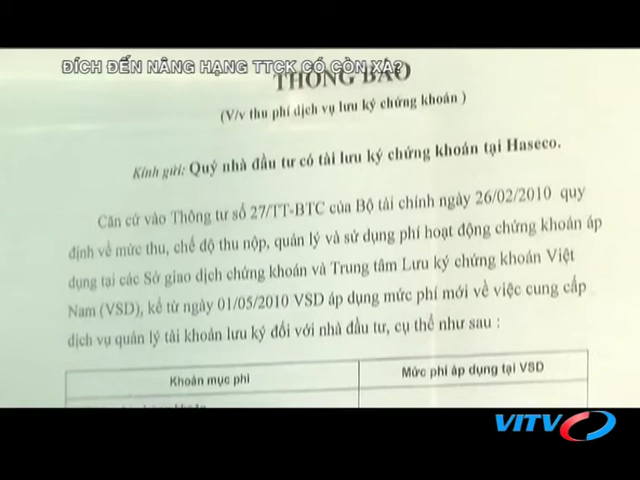 ĐÍCH ĐẾN NÂNG HẠNG TTCK CÓ CÒN XA?
THÔNG BÁO
(V/v thu phí dịch vụ lưu ký chứng khoán )
Kính gửi: Quý nhà đầu tư có tài lưu ký chứng khoán tại Haseco.
Căn cứ vào Thông tư số 27/TT-BTC của Bộ tài chính ngày 26/02/2010 quy
định về mức thu, chế độ thu nộp, quản lý và sử dụng phí hoạt động chứng khoán áp
dụng tại các Sở giao dịch chứng khoán và Trung tâm Lưu ký chứng khoán Việt
Nam (VSD), kể từ ngày 01/05/2010 VSD áp dụng mức phí mới về việc cung cấp
dịch vụ quản lý tài khoản lưu ký đối với nhà đầu tư, cụ thể như sau :
Khoản mục phí
Mức phí áp dụng tại VSD
VITV